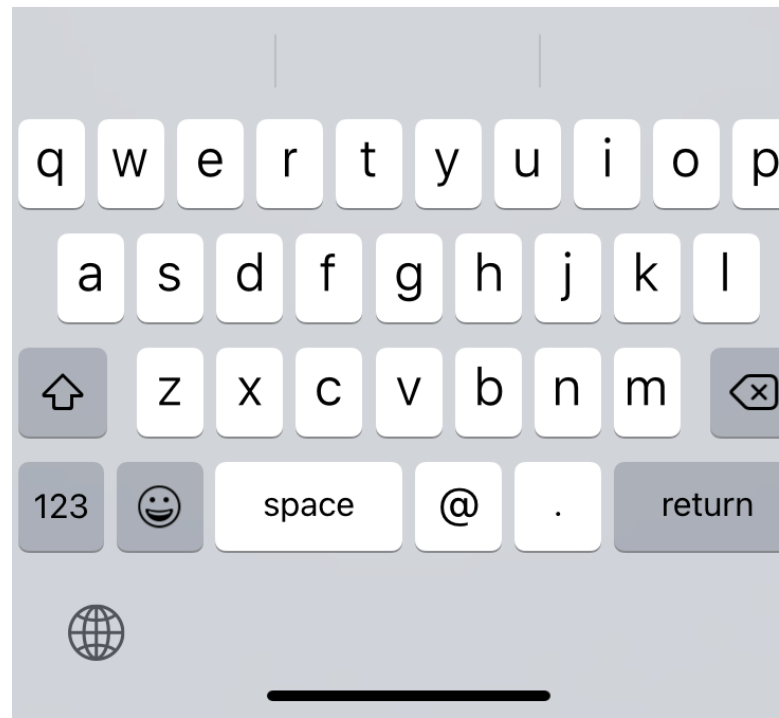 q w e r t y u i o p
a s d f g h j k l
z x c v b n m
123 space @ . return